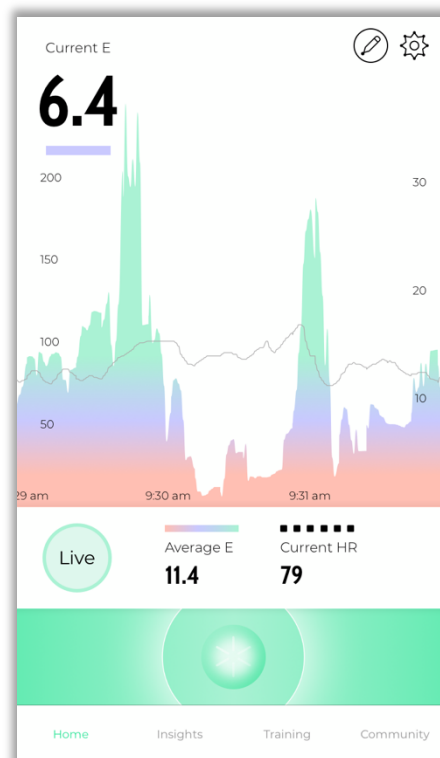 Current E
6.4
200
30
150
20
100
10
50
29 am
9:30 am
9:31 am
Live
Average E
Current HR
11.4
79
Home
Insights
Training
Community